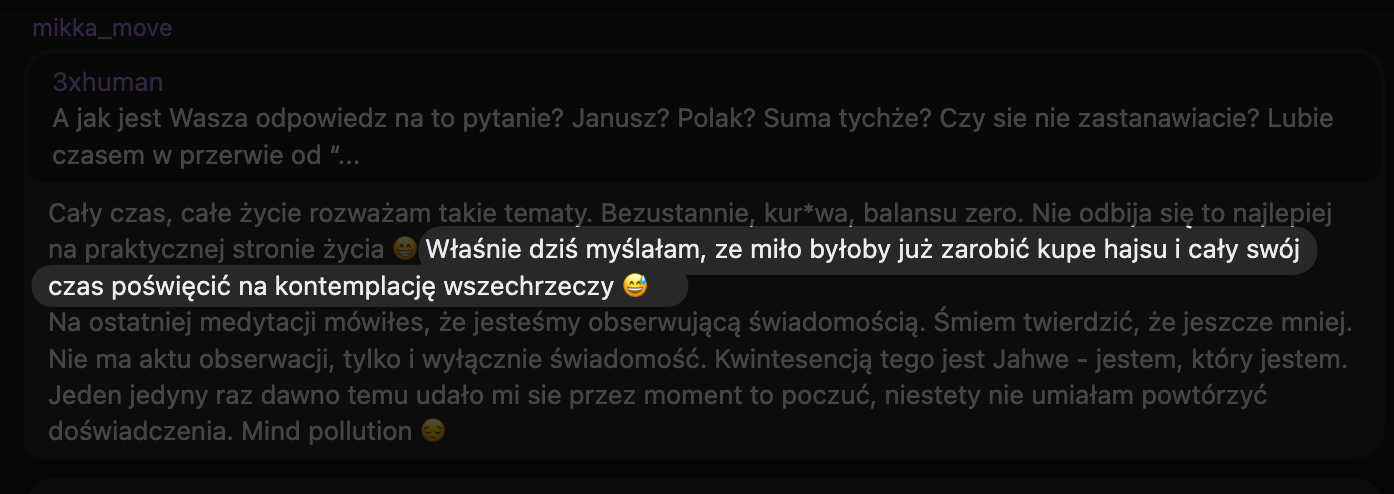 mikka_move
3xhuman
A jak jest Wasza odpowiedz na to pytanie? Janusz? Polak? Suma tychże? Czy sie nie zastanawiacie? Lubie
czasem w przerwie od “...
Cały czas, całe życie rozważam takie tematy. Bezustannie, kur*wa, balansu zero. Nie odbija się to najlepiej
na praktycznej stronie życia 😁 Właśnie dziś myślałam, ze miło byłoby już zarobić kupe hajsu i cały swój
czas poświęcić na kontemplację wszechrzeczy 😅
Na ostatniej medytacji mówiłes, że jesteśmy obserwującą świadomością. Śmiem twierdzić, że jeszcze mniej.
Nie ma aktu obserwacji, tylko i wyłącznie świadomość. Kwintesencją tego jest Jahwe - jestem, który jestem.
Jeden jedyny raz dawno temu udało mi sie przez moment to poczuć, niestety nie umiałam powtórzyć
doświadczenia. Mind pollution 😔